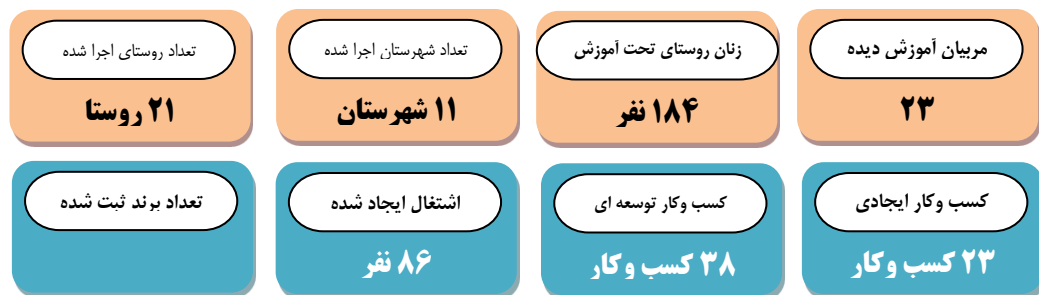 مربیان آموزش دیده
۲۳
زنان روستای تحت آموزش
۱۸۴ نفر
تعداد شهرستان اجرا شده
۱۱ شهرستان
تعداد روستای اجرا شده
۲۱ روستا
کسب وکار ایجادی
۲۳ کسب وکار
کسب وکار توسعه ای
۳۸ کسب وکار
اشتغال ایجاد شده
۸۶ نفر
تعداد برند ثبت شده